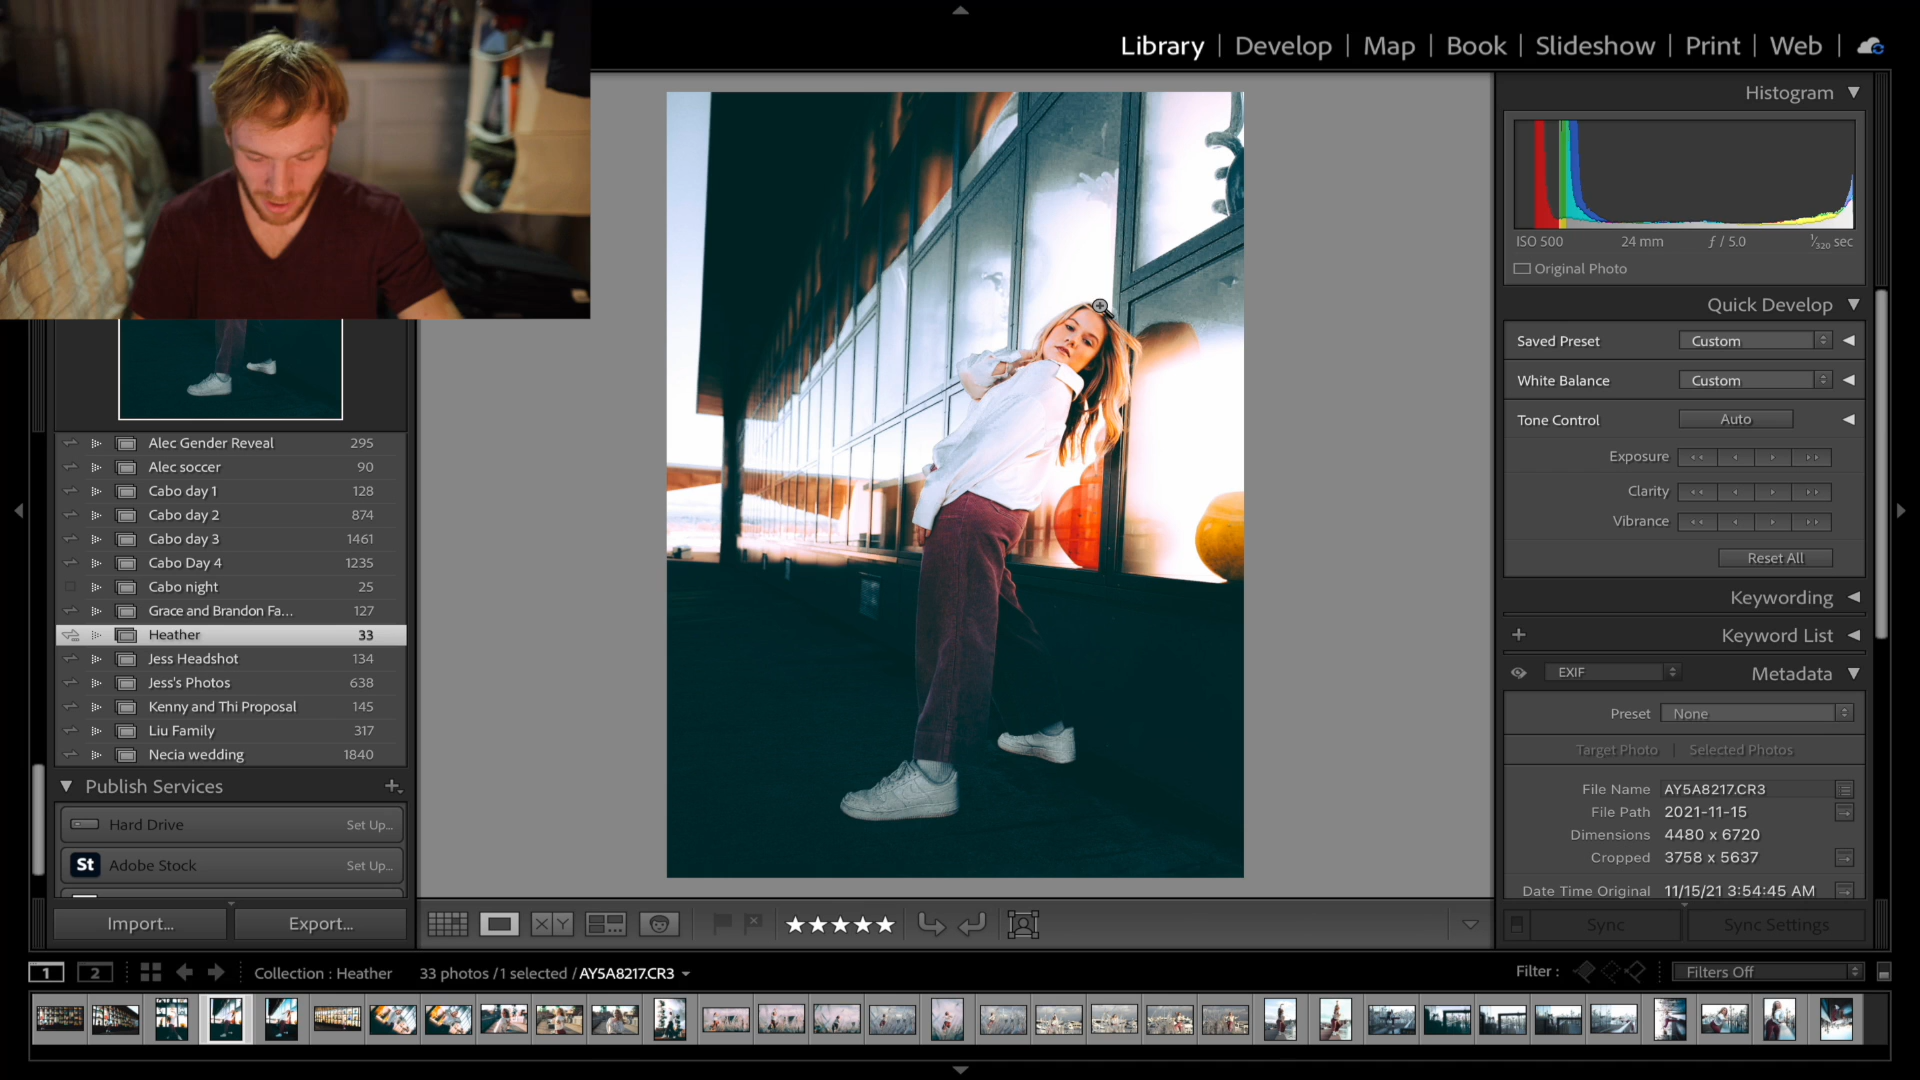 Library | Develop | Map | Book | Slideshow | Print | Web |
Histogram
ISO 500 24 mm ƒ / 5.0 1/320 sec
Original Photo
Quick Develop
Saved Preset Custom
White Balance Custom
Tone Control Auto
Exposure
Clarity
Vibrance
Reset All
Keywording
Keyword List
EXIF Metadata
Preset None
Target Photo | Selected Photos
File Name AY5A8217.CR3
File Path 2021-11-15
Dimensions 4480 x 6720
Cropped 3758 x 5637
Date Time Original 11/15/21 3:54:45 AM
Sync Sync Settings
Alec Gender Reveal 295
Alec soccer 90
Cabo day 1 128
Cabo day 2 874
Cabo day 3 1461
Cabo Day 4 1235
Cabo night 25
Grace and Brandon Fa... 127
Heather 33
Jess Headshot 134
Jess's Photos 638
Kenny and Thi Proposal 145
Liu Family 317
Necia wedding 1840
Publish Services
Hard Drive Set Up...
St Adobe Stock Set Up...
Import... Export...
X Y
1 2 Collection : Heather 33 photos / 1 selected / AY5A8217.CR3 Filter : Filters Off